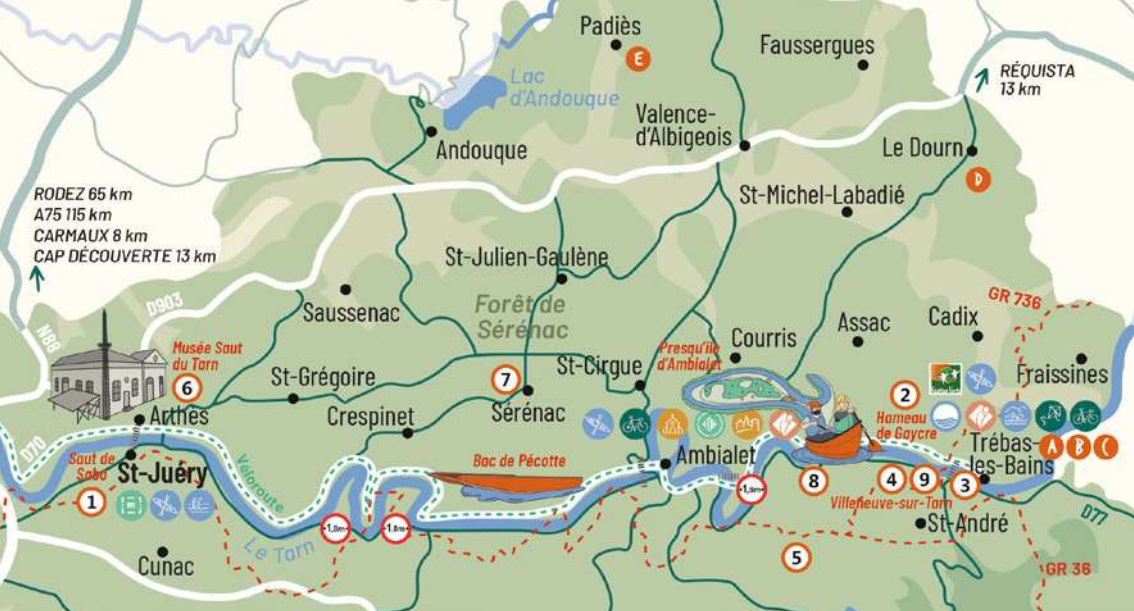 Padiès
E
Faussergues
RÉQUISTA
13 km
Lac
d'Andouque
Valence-
d'Albigeois
Andouque
Le Dourn
D
RODEZ 65 km
A75 115 km
CARMAUX 8 km
CAP DÉCOUVERTE 13 km
St-Michel-Labadié
St-Julien-Gaulène
D903
N88
Saussenac
Forêt de
Sérénac
GR 736
Musée Saut
du Tarn
6
Presqu'île
d'Ambialet
Courris
Assac
Cadix
Fraissines
St-Grégoire
7
St-Cirgue
Sérénac
2
Hameau
de Gaycre
Arthès
Crespinet
D70
Saut de
Sabo
1
St-Juéry
Véloroute
Bac de Pécotte
Ambialet
Trébas-
les-Bains
A B C
8
4
9
3
Villeneuve-sur-Tarn
1,8m
St-André
D77
Le Tarn
Cunac
5
GR 36